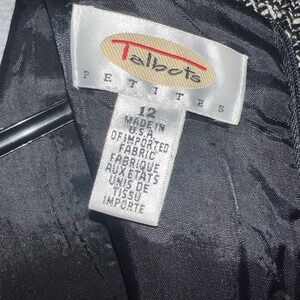 Talbots
PETITES
12
MADE IN
U.S.A.
OF IMPORTED
FABRIC
FABRIQUE
AUX ETATS
UNIS DE
TISSU
IMPORTE